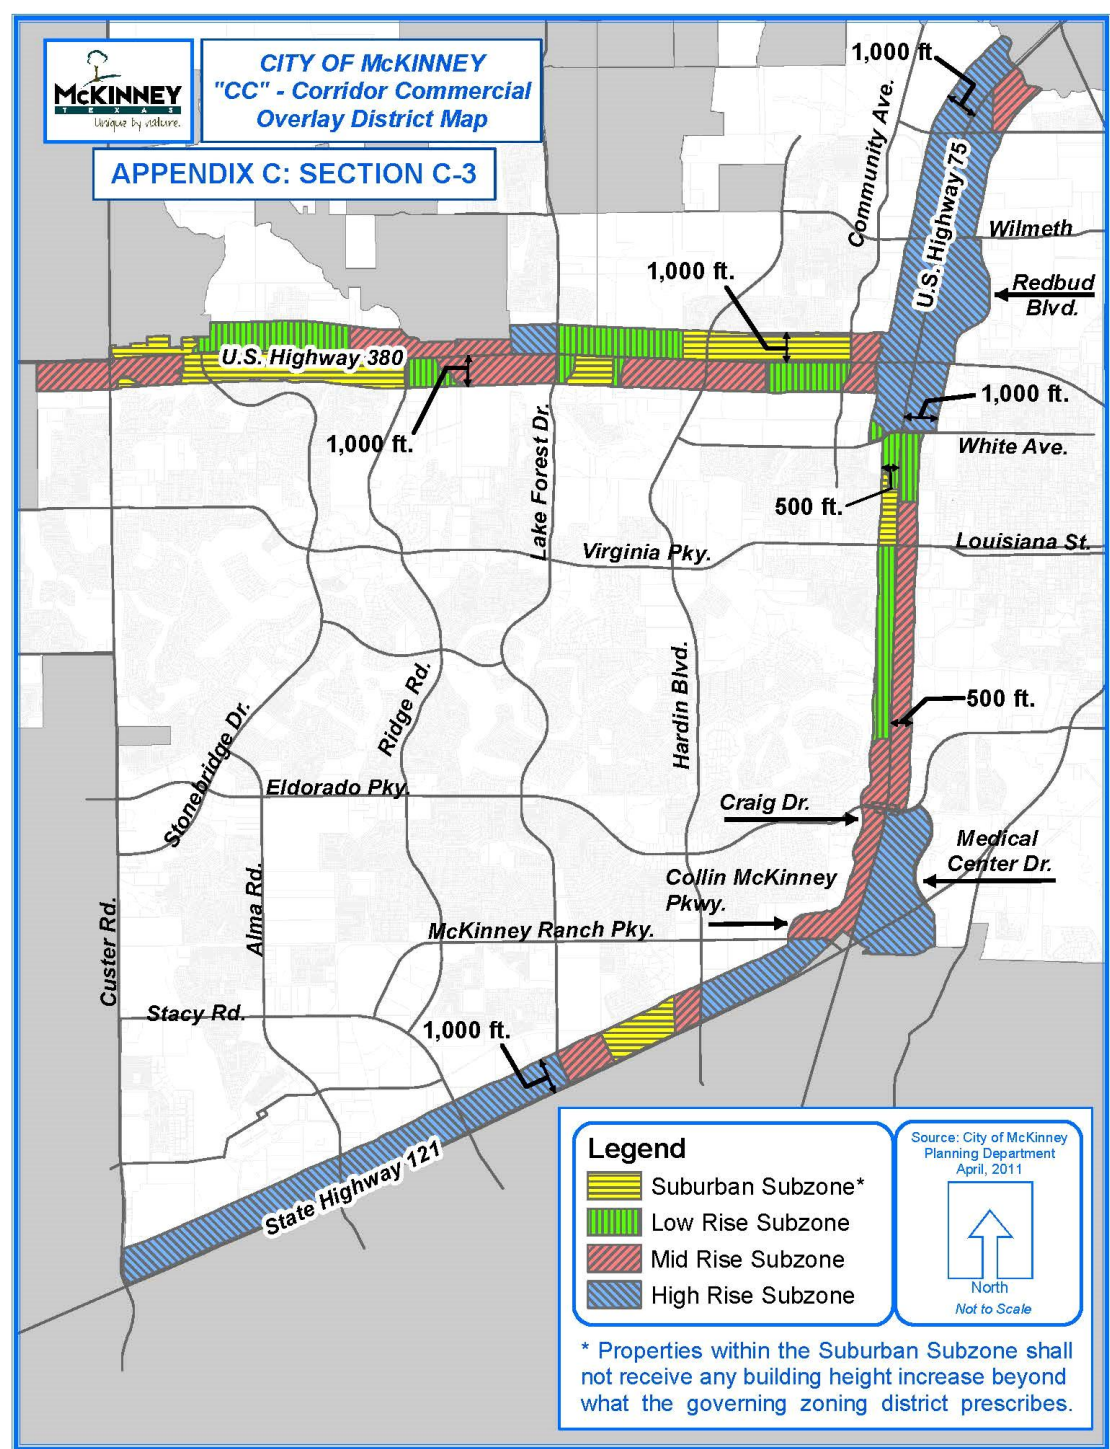 McKINNEY
TEXAS
Unique by nature.
CITY OF McKINNEY
"CC" - Corridor Commercial
Overlay District Map
APPENDIX C: SECTION C-3
1,000 ft.
Community Ave.
U.S. Highway 75
Wilmeth
Redbud
Blvd.
1,000 ft.
U.S. Highway 380
1,000 ft.
1,000 ft.
White Ave.
Lake Forest Dr.
500 ft.
Virginia Pky.
Louisiana St.
Hardin Blvd.
Ridge Rd.
500 ft.
Stonebridge Dr.
Eldorado Pky.
Craig Dr.
Medical
Center Dr.
Collin McKinney
Pkwy.
Alma Rd.
Custer Rd.
McKinney Ranch Pky.
Stacy Rd.
1,000 ft.
State Highway 121
Legend
Suburban Subzone*
Low Rise Subzone
Mid Rise Subzone
High Rise Subzone
Source: City of McKinney
Planning Department
April, 2011
North
Not to Scale
* Properties within the Suburban Subzone shall
not receive any building height increase beyond
what the governing zoning district prescribes.